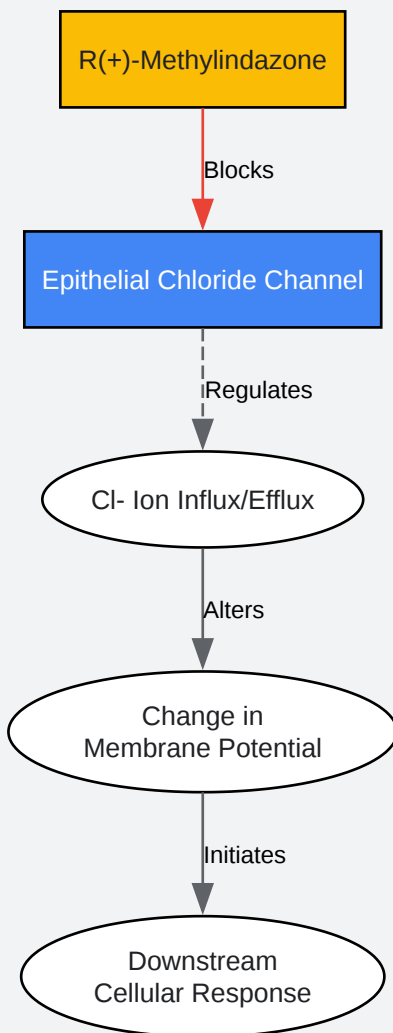 R(+)-Methylindazone
Blocks
Epithelial Chloride Channel
Regulates
Cl- Ion Influx/Efflux
Alters
Change in
Membrane Potential
Initiates
Downstream
Cellular Response